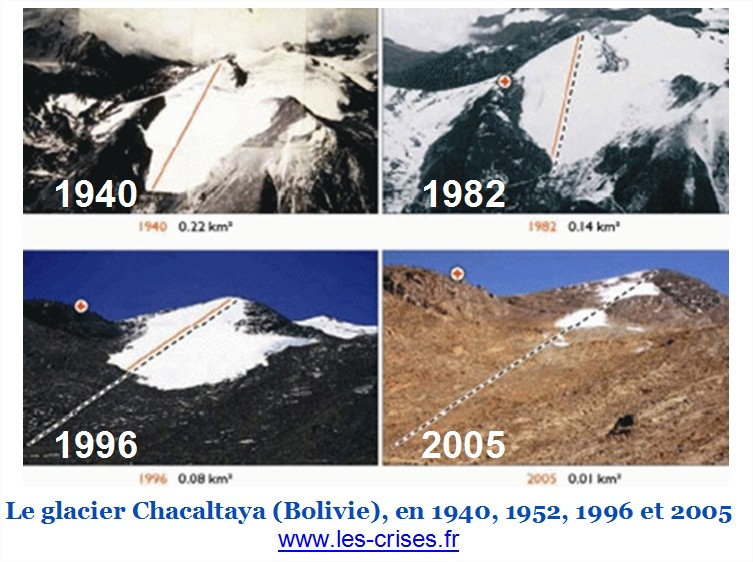 1940
1982
1940 0.22 km²
1982 0.14 km²
1996
2005
1996 0.08 km²
2005 0.01 km²
Le glacier Chacaltaya (Bolivie), en 1940, 1952, 1996 et 2005
www.les-crises.fr